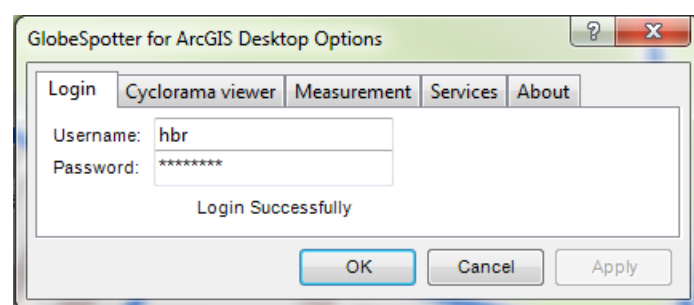 GlobeSpotter for ArcGIS Desktop Options
? X
Login Cyclorama viewer Measurement Services About
Username: hbr
Password: ********
Login Successfully
OK Cancel Apply